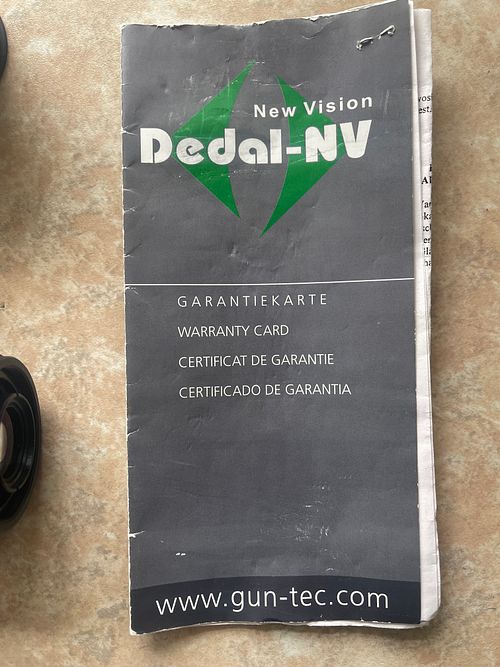 New Vision
Dedal-NV
GARANTIEKARTE
WARRANTY CARD
CERTIFICAT DE GARANTIE
CERTIFICADO DE GARANTIA
www.gun-tec.com